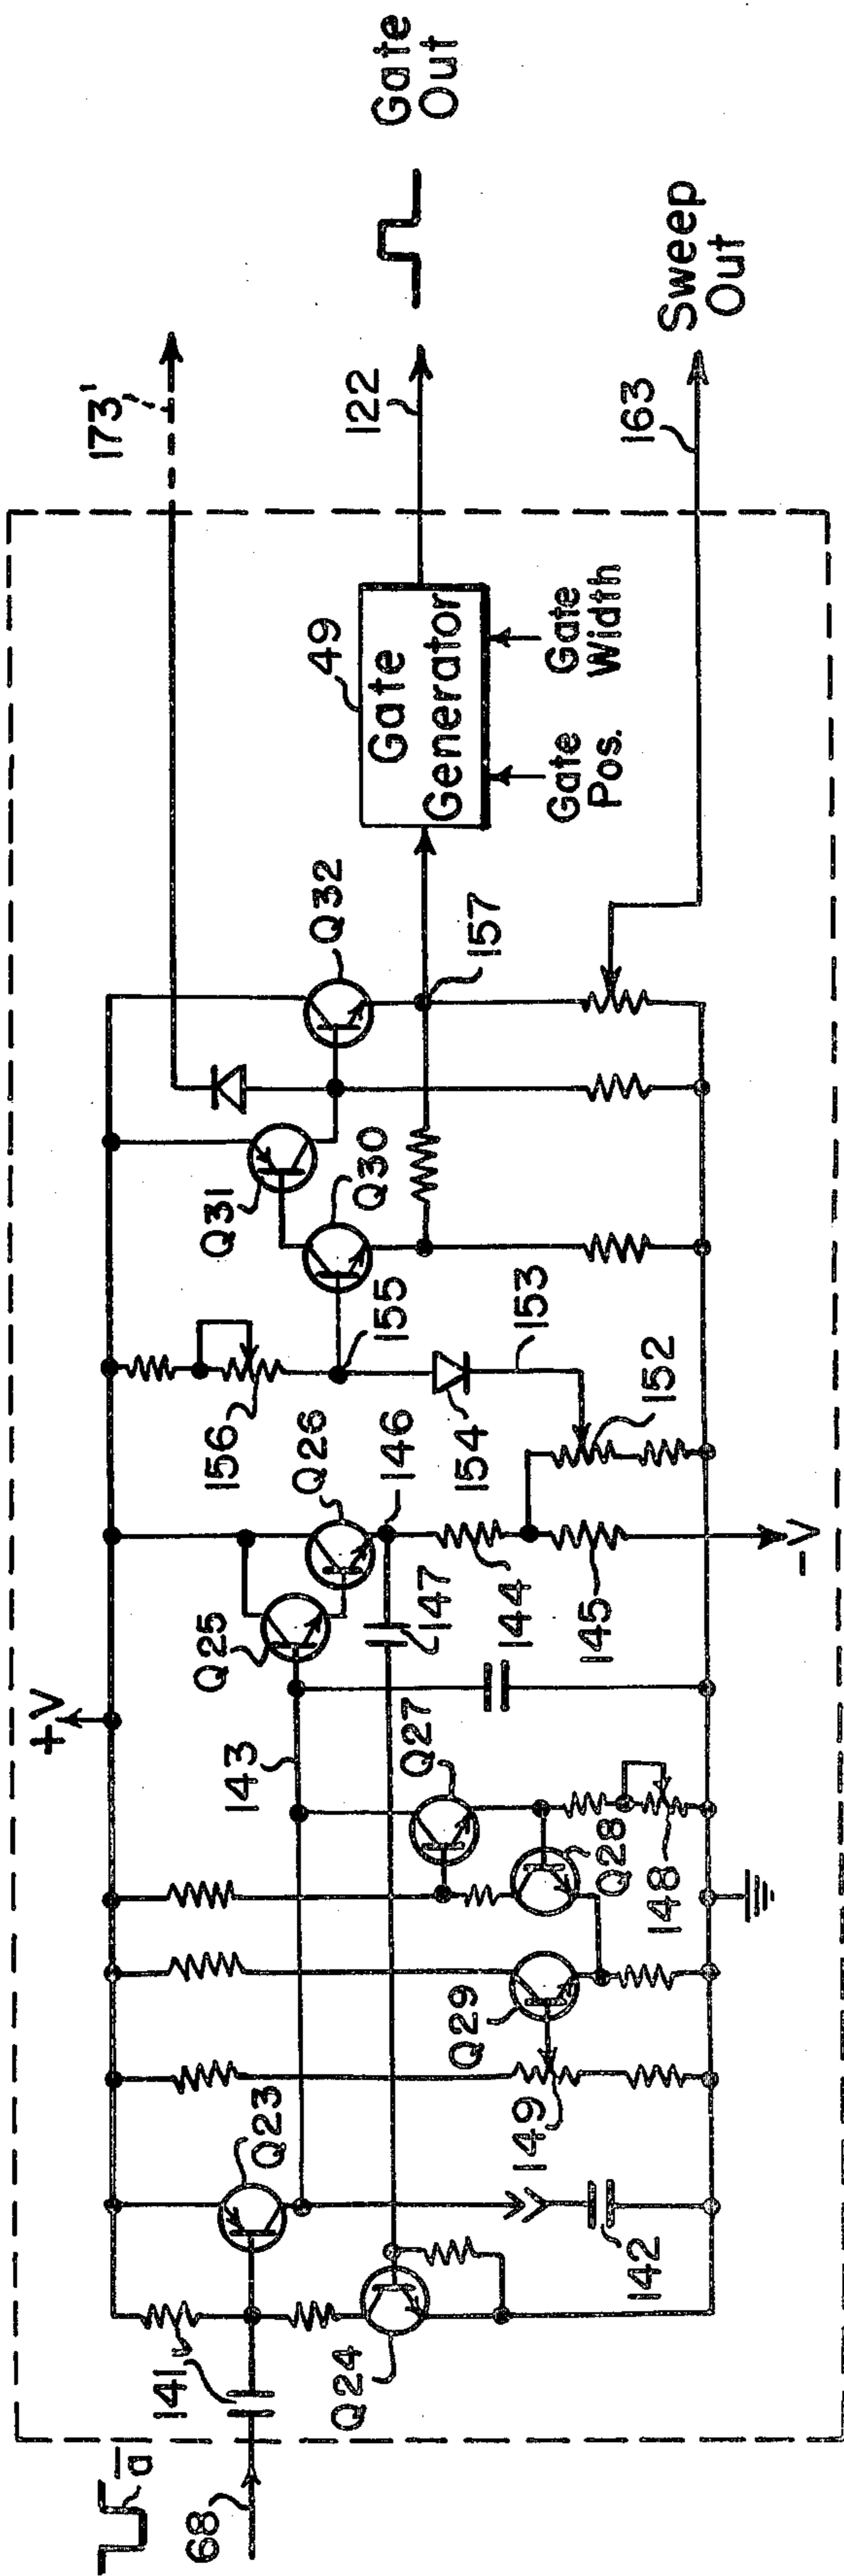 ā
68
141
Q24
Q23
142
149
Q29
143
Q27
Q28
148
+V
Q25
Q26
146
147
144
145
-V
156
155
154
153
152
Q31
Q30
Q32
157
49
Gate
Generator
Gate
Pos.
Gate
Width
173'
122
163
Gate
Out
Sweep
Out